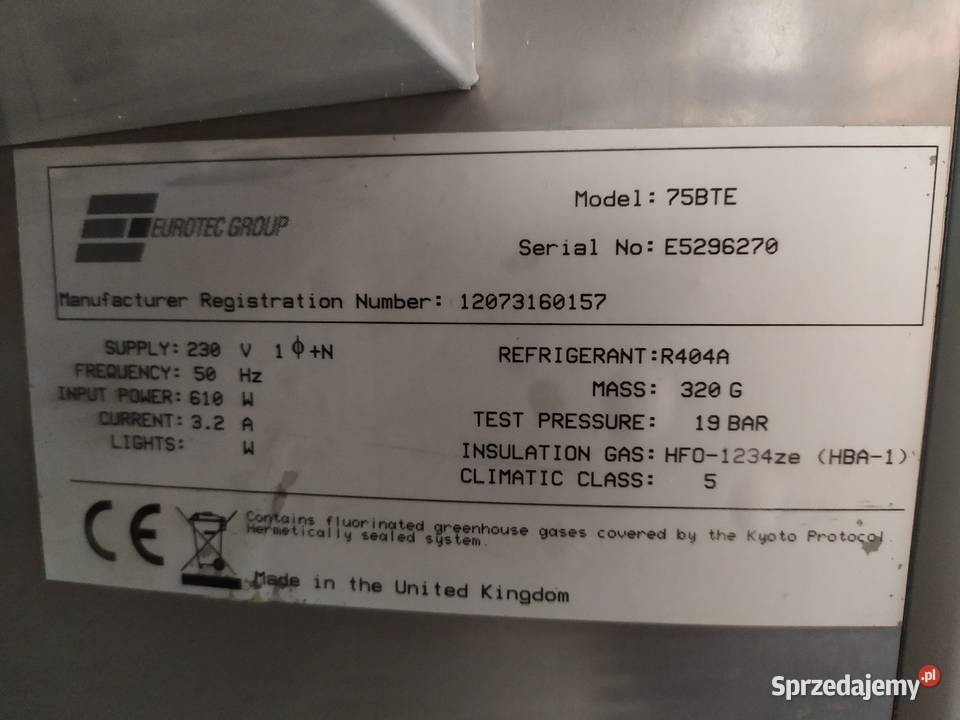 EUROTEC GROUP
Model: 75BTE
Serial No: E5296270
Manufacturer Registration Number: 12073160157
SUPPLY: 230 V 1 ϕ +N
FREQUENCY: 50 Hz
INPUT POWER: 610 W
CURRENT: 3.2 A
LIGHTS: W
REFRIGERANT: R404A
MASS: 320 G
TEST PRESSURE: 19 BAR
INSULATION GAS: HFO-1234ze (HBA-1)
CLIMATIC CLASS: 5
CE
Contains fluorinated greenhouse gases covered by the Kyoto Protocol.
Hermetically sealed system.
Made in the United Kingdom
Sprzedajemy.pl